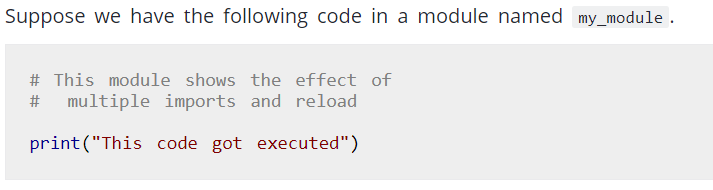 Suppose we have the following code in a module named my_module.
# This module shows the effect of
#  multiple imports and reload
print("This code got executed")